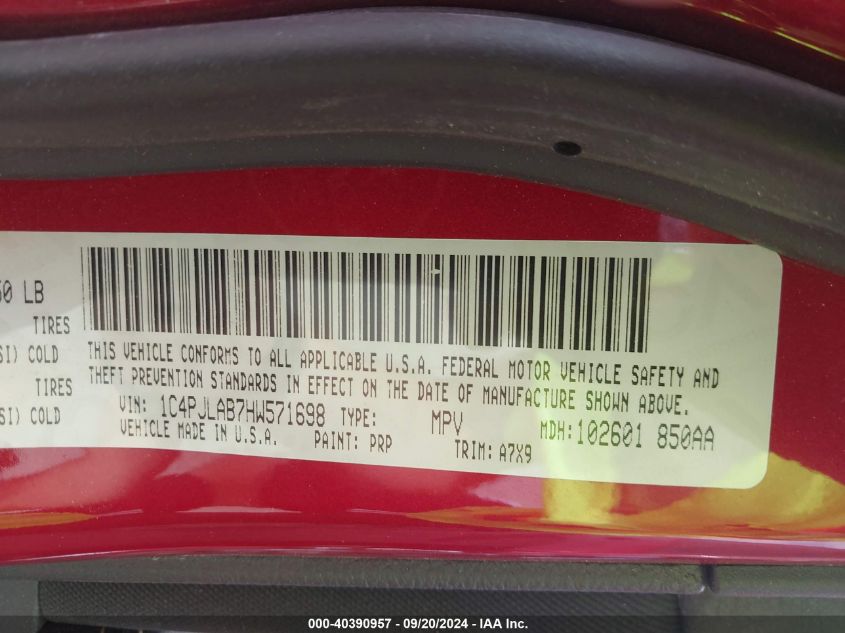 50 LB
TIRES
SI) COLD
TIRES
SI) COLD
THIS VEHICLE CONFORMS TO ALL APPLICABLE U.S.A. FEDERAL MOTOR VEHICLE SAFETY AND
THEFT PREVENTION STANDARDS IN EFFECT ON THE DATE OF MANUFACTURE SHOWN ABOVE.
VIN: 1C4PJLAB7HW571698 TYPE: MPV MDH:102601 850AA
VEHICLE MADE IN U.S.A. PAINT: PRP TRIM: A7X9
000-40390957 - 09/20/2024 - IAA Inc.